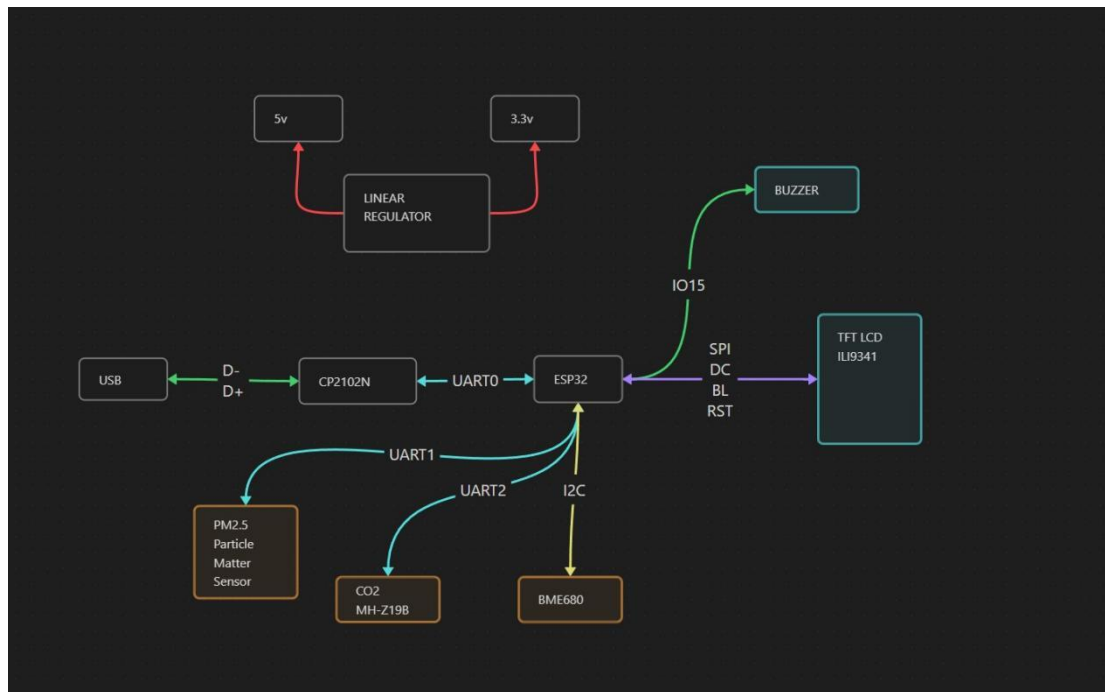 5v
3.3v
LINEAR
REGULATOR
BUZZER
IO15
TFT LCD
ILI9341
SPI
DC
BL
RST
USB
D-
D+
CP2102N
UART0
ESP32
UART1
UART2
I2C
PM2.5
Particle
Matter
Sensor
CO2
MH-Z19B
BME680